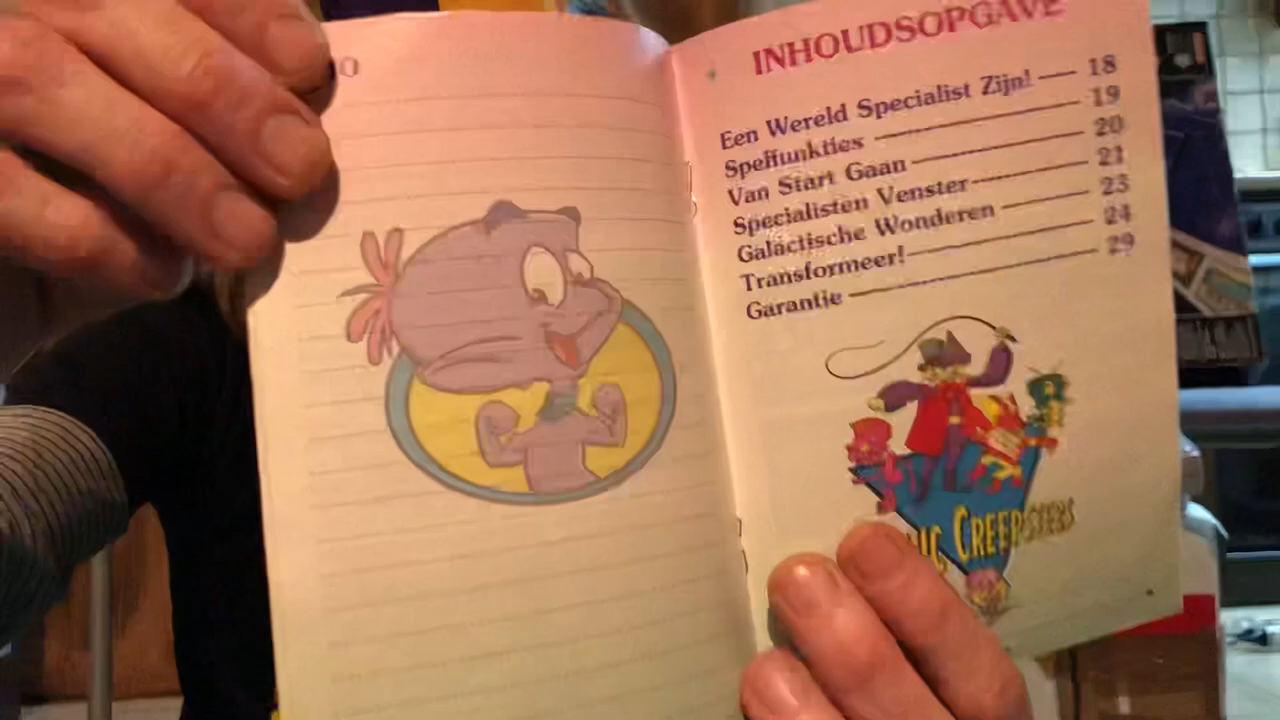 INHOUDSOPGAVE
Een Wereld Specialist Zijn! 18
Spelfunkties 19
Van Start Gaan 20
Specialisten Venster 21
Galactische Wonderen 23
Transformeer! 24
Garantie 29
CREEPSTERS